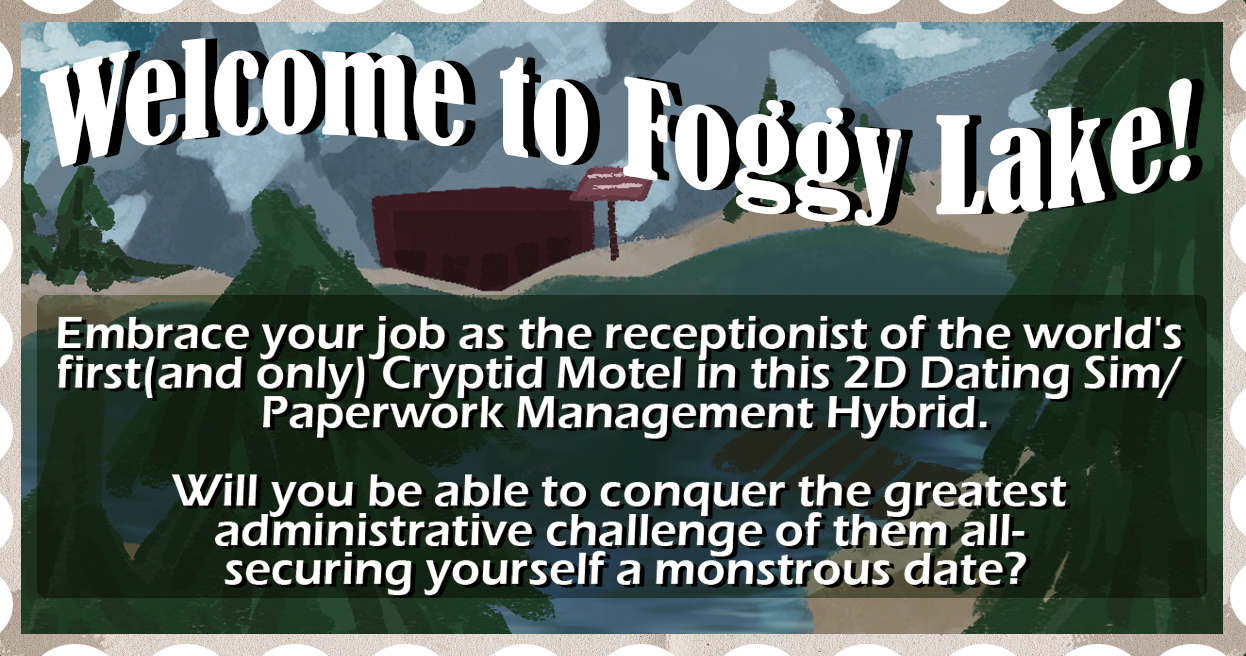 Welcome to Foggy Lake!
Embrace your job as the receptionist of the world's
first(and only) Cryptid Motel in this 2D Dating Sim/
Paperwork Management Hybrid.
Will you be able to conquer the greatest
administrative challenge of them all-
securing yourself a monstrous date?